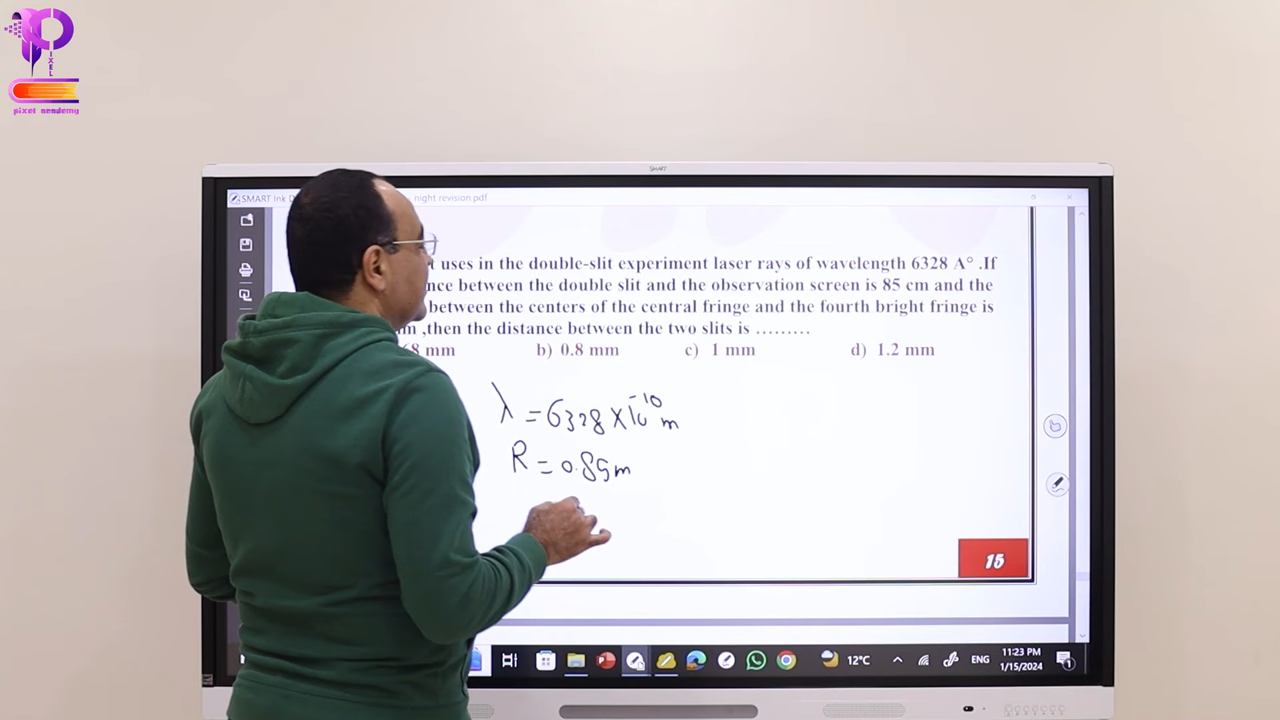 PIXEL
pixel academy
SMART
SMART Ink
night revision.pdf
uses in the double-slit experiment laser rays of wavelength 6328 A° .If
between the double slit and the observation screen is 85 cm and the
between the centers of the central fringe and the fourth bright fringe is
,then the distance between the two slits is .........
mm b) 0.8 mm c) 1 mm d) 1.2 mm
λ = 6328 × 10⁻¹⁰ m
R = 0.85 m
15
12°C ENG 11:23 PM
1/15/2024